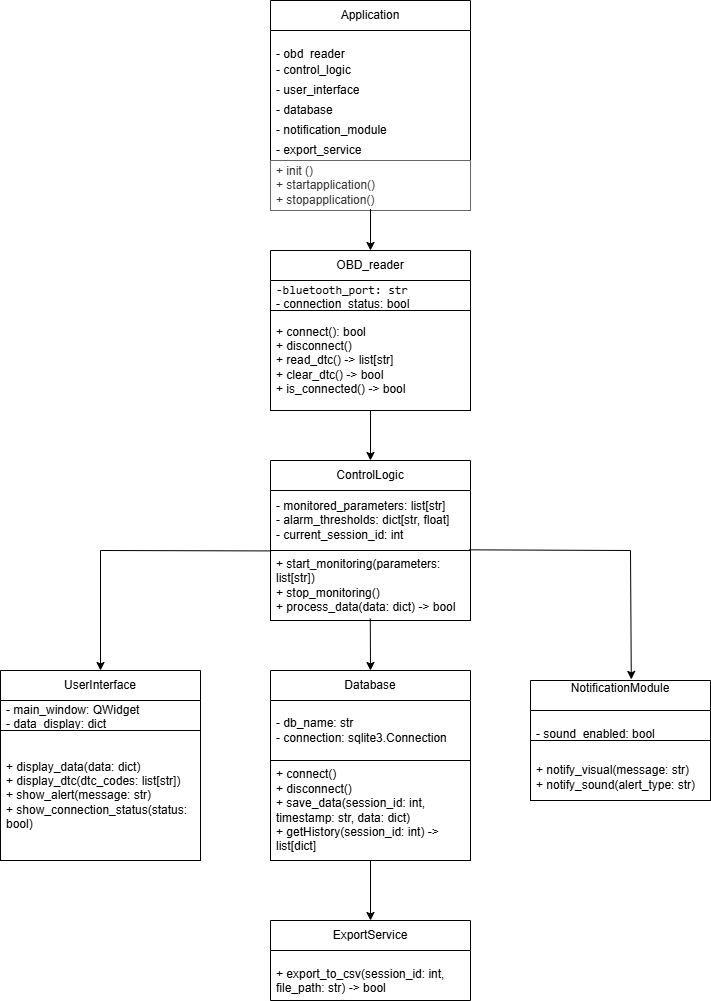 Application
- obd_reader
- control_logic
- user_interface
- database
- notification_module
- export_service
+ init ()
+ startapplication()
+ stopapplication()
OBD_reader
-bluetooth_port: str
- connection_status: bool
+ connect(): bool
+ disconnect()
+ read_dtc() -> list[str]
+ clear_dtc() -> bool
+ is_connected() -> bool
ControlLogic
- monitored_parameters: list[str]
- alarm_thresholds: dict[str, float]
- current_session_id: int
+ start_monitoring(parameters:
list[str])
+ stop_monitoring()
+ process_data(data: dict) -> bool
UserInterface
- main_window: QWidget
- data_display: dict
+ display_data(data: dict)
+ display_dtc(dtc_codes: list[str])
+ show_alert(message: str)
+ show_connection_status(status:
bool)
Database
- db_name: str
- connection: sqlite3.Connection
+ connect()
+ disconnect()
+ save_data(session_id: int,
timestamp: str, data: dict)
+ getHistory(session_id: int) ->
list[dict]
NotificationModule
- sound_enabled: bool
+ notify_visual(message: str)
+ notify_sound(alert_type: str)
ExportService
+ export_to_csv(session_id: int,
file_path: str) -> bool